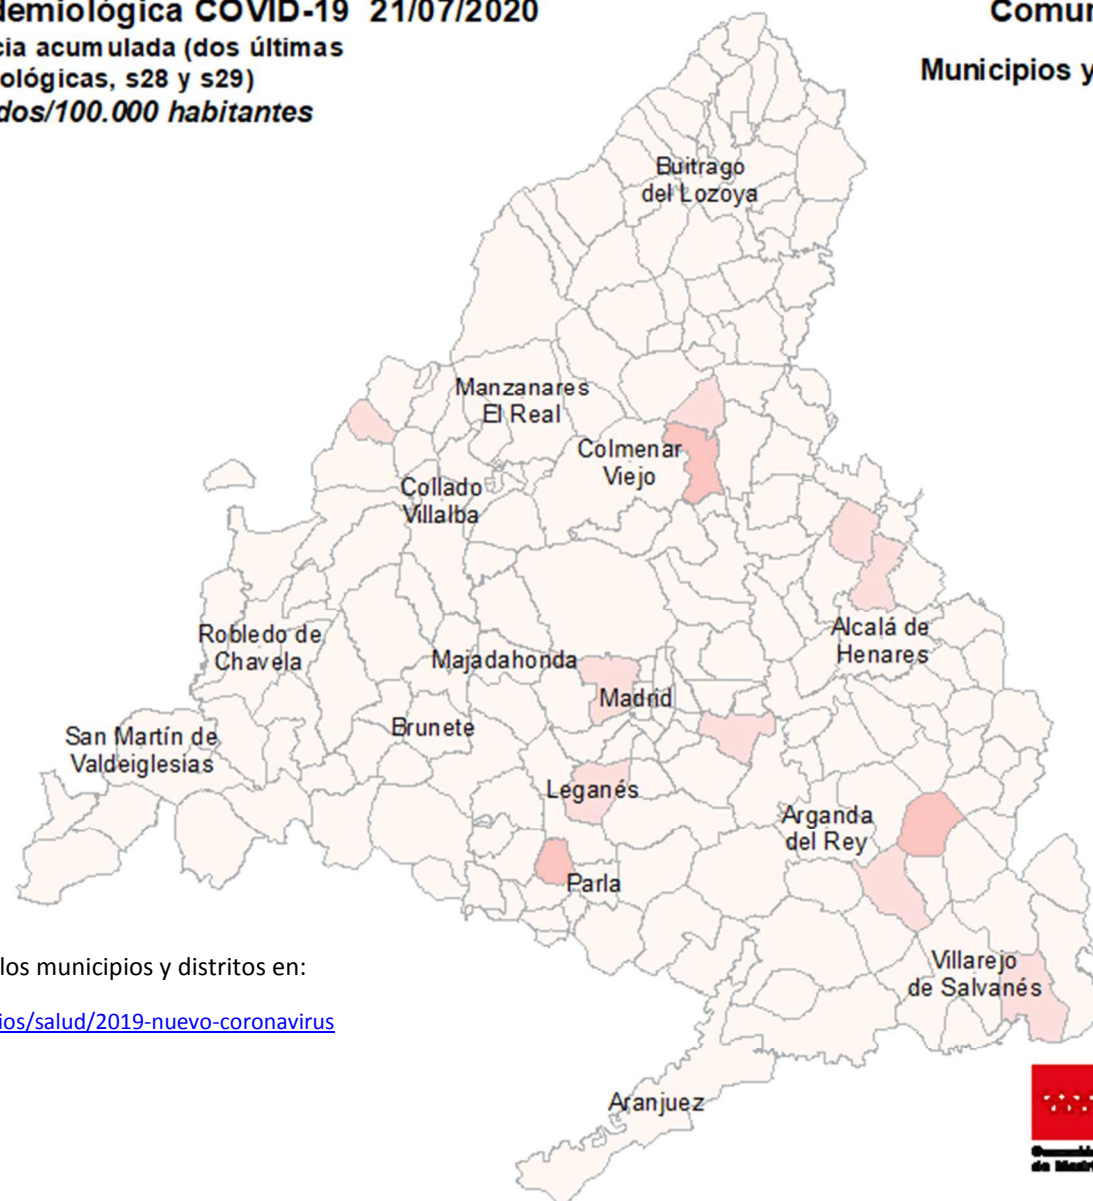 demiológica COVID-19 21/07/2020
cia acumulada (dos últimas
ológicas, s28 y s29)
dos/100.000 habitantes
Comun
Municipios y
Buitrago
del Lozoya
Manzanares
El Real
Colmenar
Viejo
Collado
Villalba
Alcalá de
Henares
Robledo de
Chavela
Majadahonda
Madrid
Brunete
San Martín de
Valdeiglesias
Leganés
Arganda
del Rey
Parla
los municipios y distritos en:
Villarejo
de Salvanés
ios/salud/2019-nuevo-coronavirus
Aranjuez